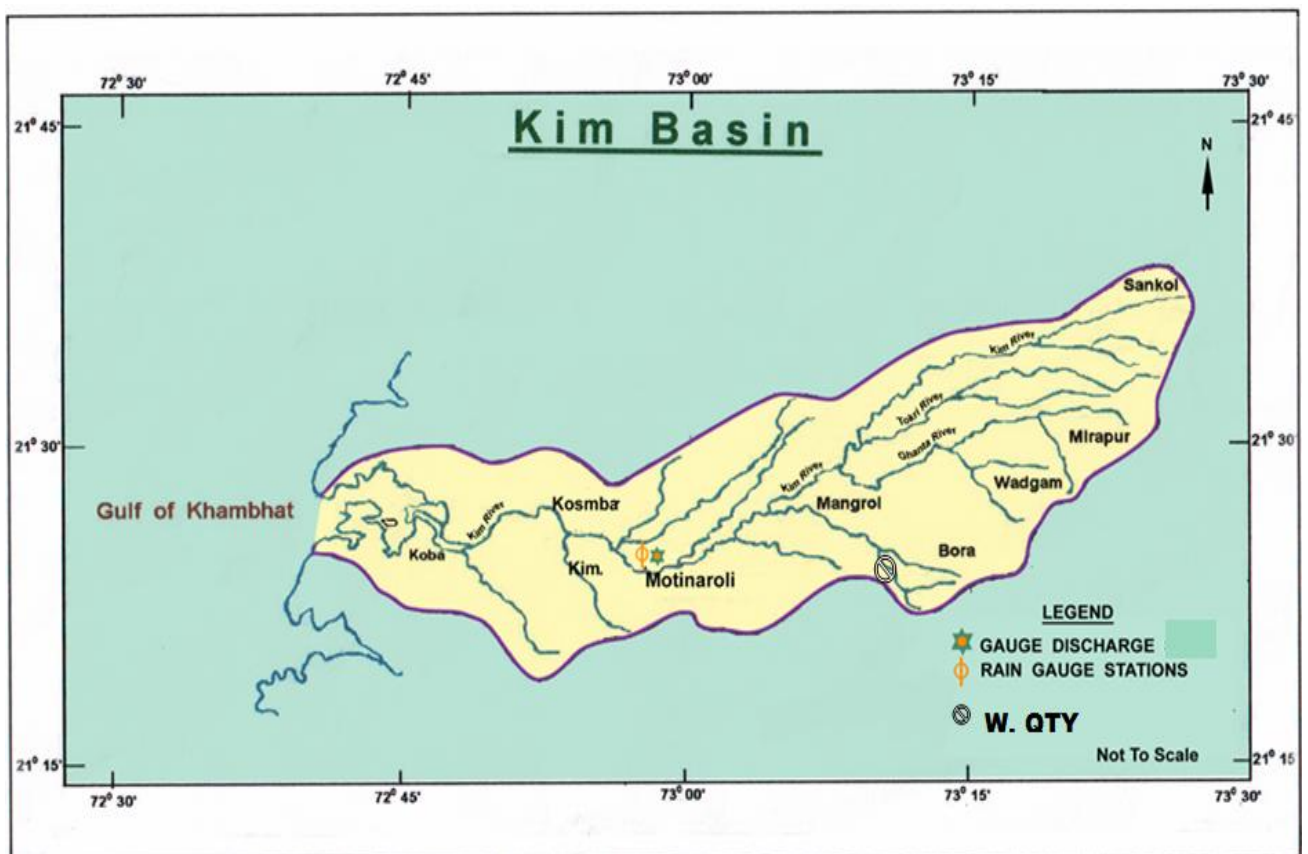 72° 30'
72° 45'
73° 00'
73° 15'
73° 30'
21° 45'
Kim Basin
21° 45'
N
Sankol
Kim River
Tokri River
21° 30'
Ghanta River
Mirapur
21° 30'
Kim River
Wadgam
Mangrol
Kosmba
Gulf of Khambhat
Kim River
Koba
Kim.
Motinaroli
Bora
LEGEND
GAUGE DISCHARGE
RAIN GAUGE STATIONS
W. QTY
Not To Scale
21° 15'
21° 15'
72° 30'
72° 45'
73° 00'
73° 15'
73° 30'